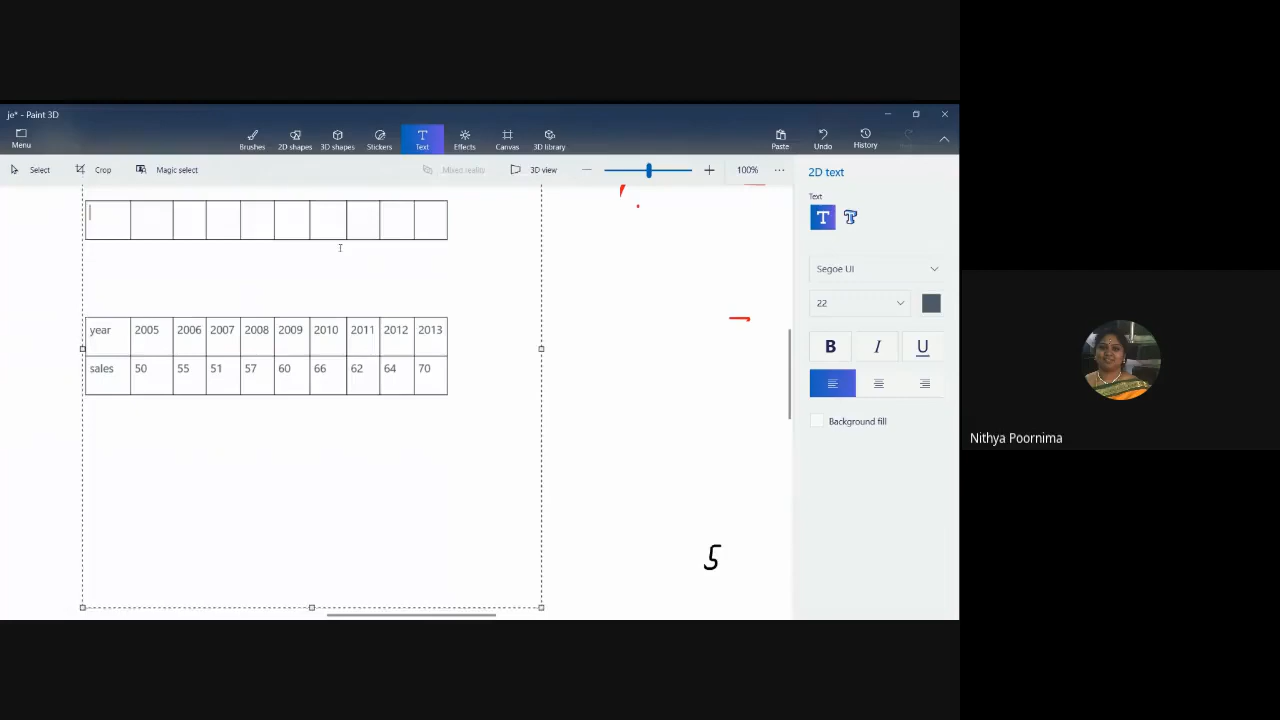 je* - Paint 3D
Menu
Brushes 2D shapes 3D shapes Stickers Text Effects Canvas 3D library Paste Undo History
Select Crop Magic select Mixed reality 3D view 100%
2D text
Text
Segoe UI
22
B I U
Background fill
year 2005 2006 2007 2008 2009 2010 2011 2012 2013
sales 50 55 51 57 60 66 62 64 70
5
Nithya Poornima